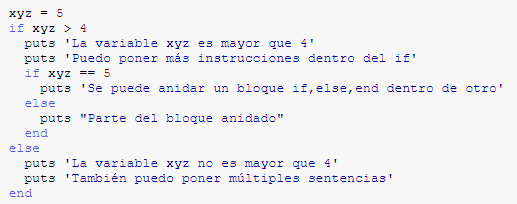 xyz = 5
if xyz > 4
  puts 'La variable xyz es mayor que 4'
  puts 'Puedo poner más instrucciones dentro del if'
  if xyz == 5
    puts 'Se puede anidar un bloque if,else,end dentro de otro'
  else
    puts "Parte del bloque anidado"
  end
else
  puts 'La variable xyz no es mayor que 4'
  puts 'También puedo poner múltiples sentencias'
end